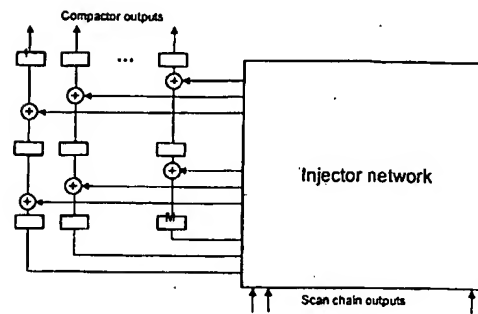 Compactor outputs
...
M
Injector network
Scan chain outputs